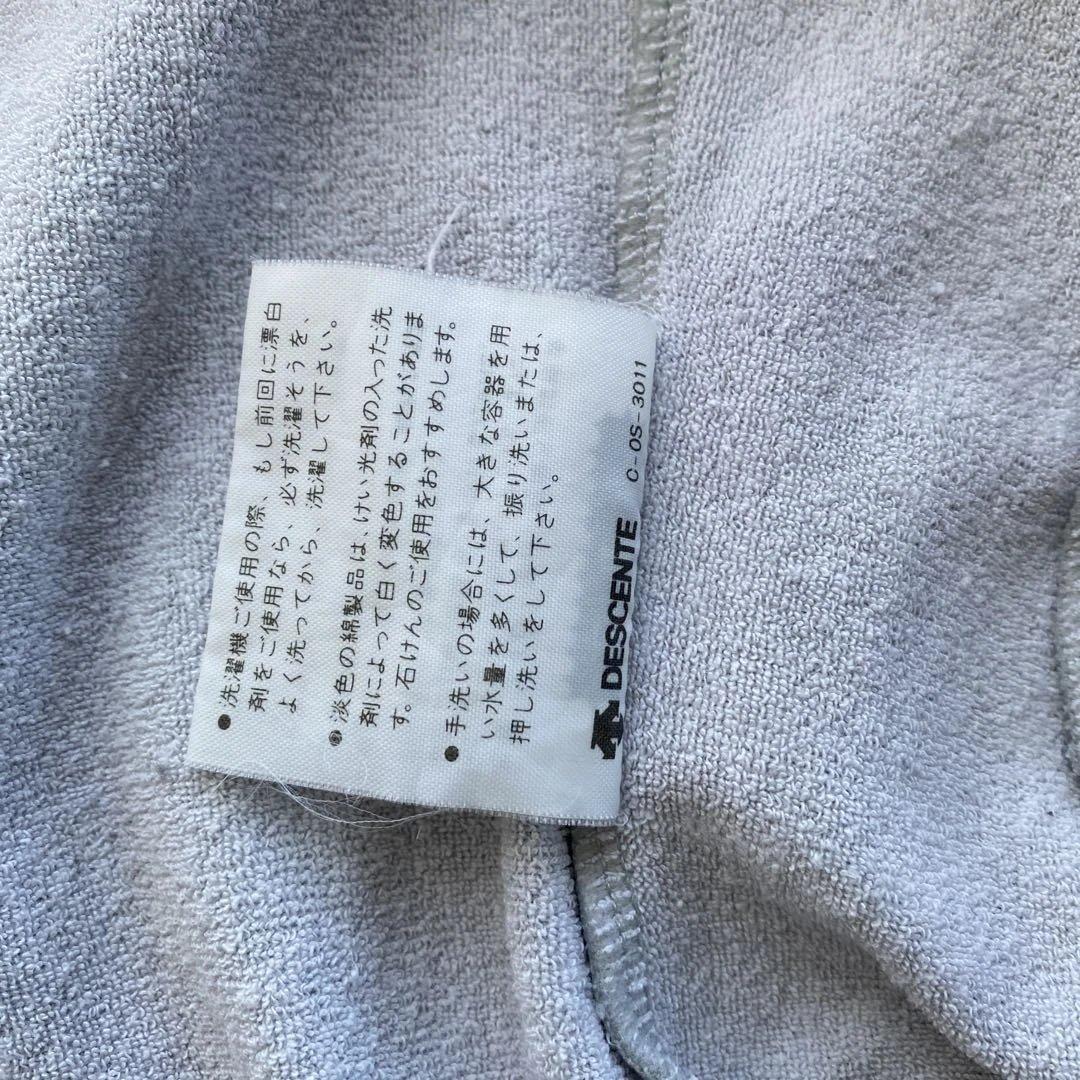 ●洗濯機ご使用の際、もし前回に漂白
剤をご使用なら、必ず洗濯そうを、
よく洗ってから、洗濯して下さい。
●淡色の綿製品は、けい光剤の入った洗
剤によって白く変色することがありま
す。石けんのご使用をおすすめします。
●手洗いの場合には、大きな容器を用
い水量を多くして、振り洗いまたは、
押し洗いをして下さい。
DESCENTE C-OS-3011